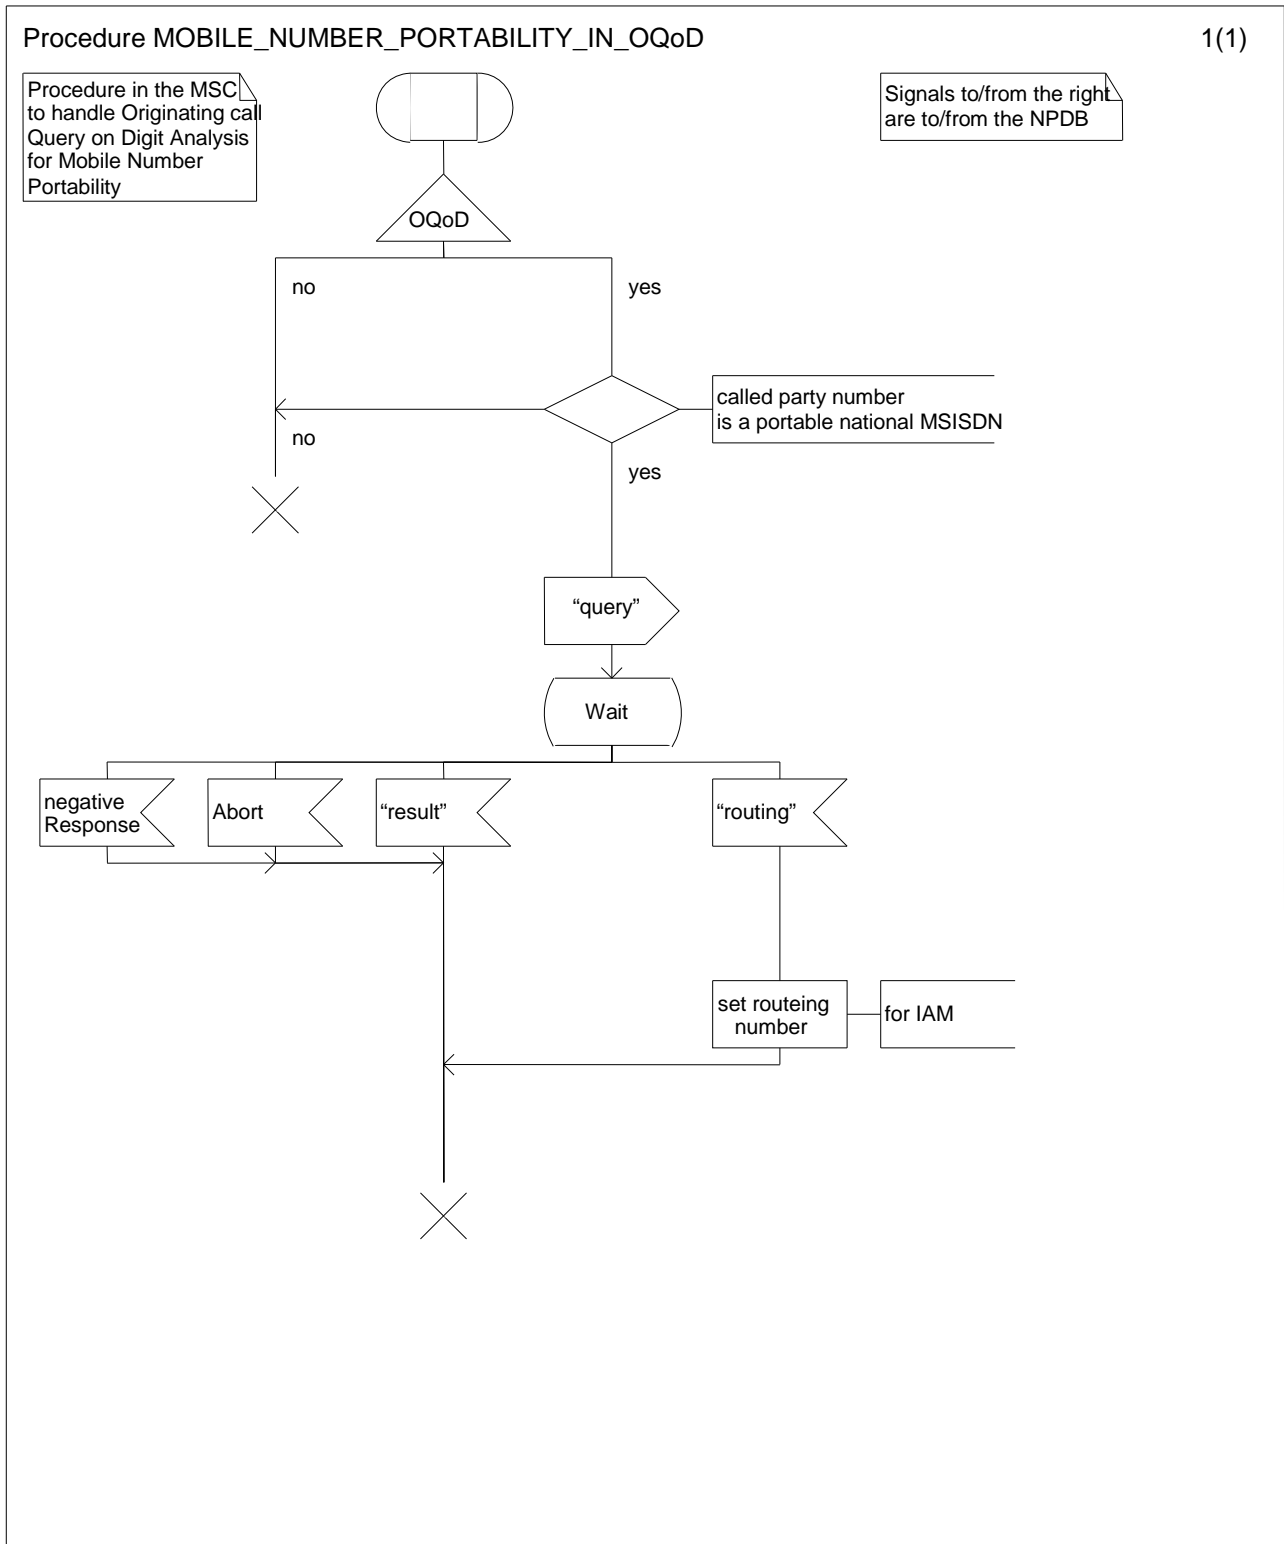 Procedure MOBILE_NUMBER_PORTABILITY_IN_OQoD
1(1)
Procedure in the MSC
to handle Originating call
Query on Digit Analysis
for Mobile Number
Portability
Signals to/from the right
are to/from the NPDB
OQoD
no
yes
called party number
is a portable national MSISDN
no
yes
“query”
Wait
negative
Response
Abort
“result”
“routing”
set routeing
number
for IAM